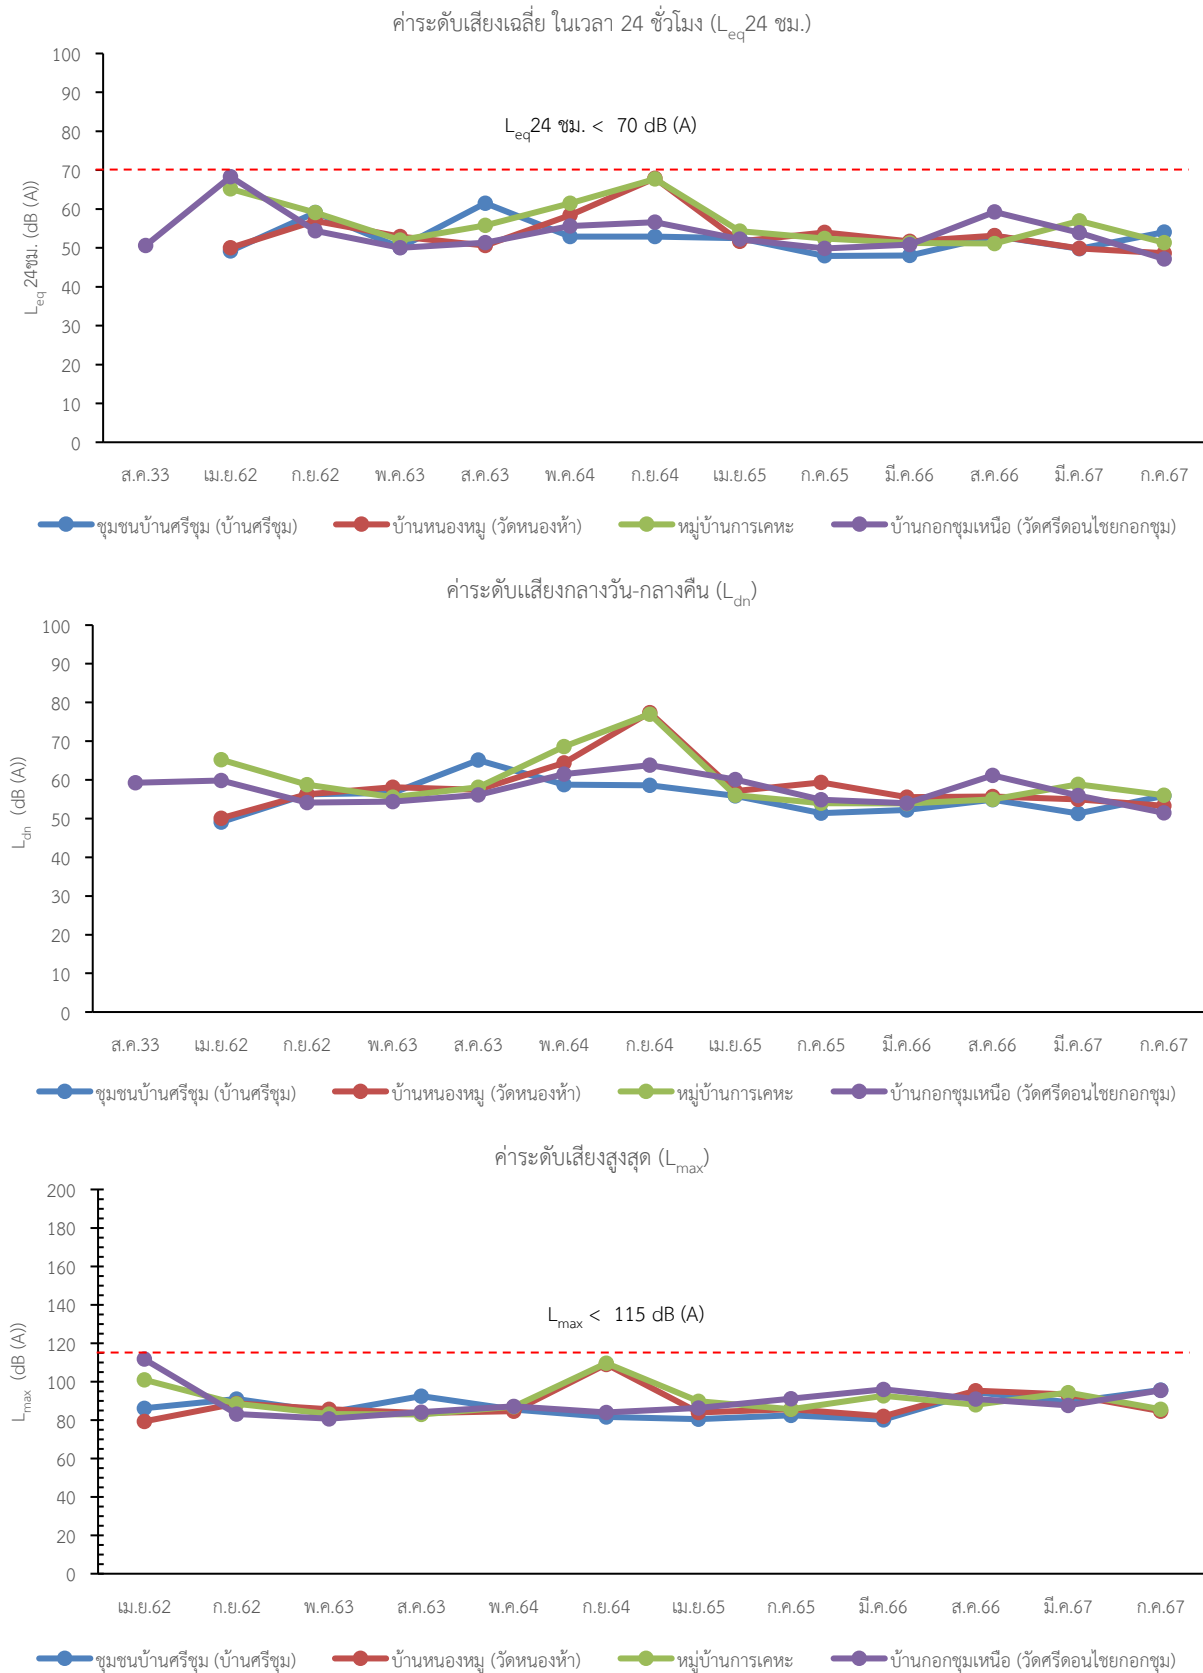 ค่าระดับเสียงเฉลี่ย ในเวลา 24 ชั่วโมง (Leq24 ชม.)
100
90
80
70
60
50
40
30
20
10
0
Leq24ชม. (dB (A))
Leq24 ชม. < 70 dB (A)
ส.ค.33 เม.ย.62 ก.ย.62 พ.ค.63 ส.ค.63 พ.ค.64 ก.ย.64 เม.ย.65 ก.ค.65 มี.ค.66 ส.ค.66 มี.ค.67 ก.ค.67
ชุมชนบ้านศรีชุม (บ้านศรีชุม) บ้านหนองหมู (วัดหนองห้า) หมู่บ้านการเคหะ บ้านกอกชุมเหนือ (วัดศรีดอนไชยกอกชุม)
ค่าระดับเเสียงกลางวัน-กลางคืน (Ldn)
100
90
80
70
60
50
40
30
20
10
0
Ldn (dB (A))
ส.ค.33 เม.ย.62 ก.ย.62 พ.ค.63 ส.ค.63 พ.ค.64 ก.ย.64 เม.ย.65 ก.ค.65 มี.ค.66 ส.ค.66 มี.ค.67 ก.ค.67
ชุมชนบ้านศรีชุม (บ้านศรีชุม) บ้านหนองหมู (วัดหนองห้า) หมู่บ้านการเคหะ บ้านกอกชุมเหนือ (วัดศรีดอนไชยกอกชุม)
ค่าระดับเสียงสูงสุด (Lmax)
200
180
160
140
120
100
80
60
40
20
0
Lmax (dB (A))
Lmax < 115 dB (A)
เม.ย.62 ก.ย.62 พ.ค.63 ส.ค.63 พ.ค.64 ก.ย.64 เม.ย.65 ก.ค.65 มี.ค.66 ส.ค.66 มี.ค.67 ก.ค.67
ชุมชนบ้านศรีชุม (บ้านศรีชุม) บ้านหนองหมู (วัดหนองห้า) หมู่บ้านการเคหะ บ้านกอกชุมเหนือ (วัดศรีดอนไชยกอกชุม)